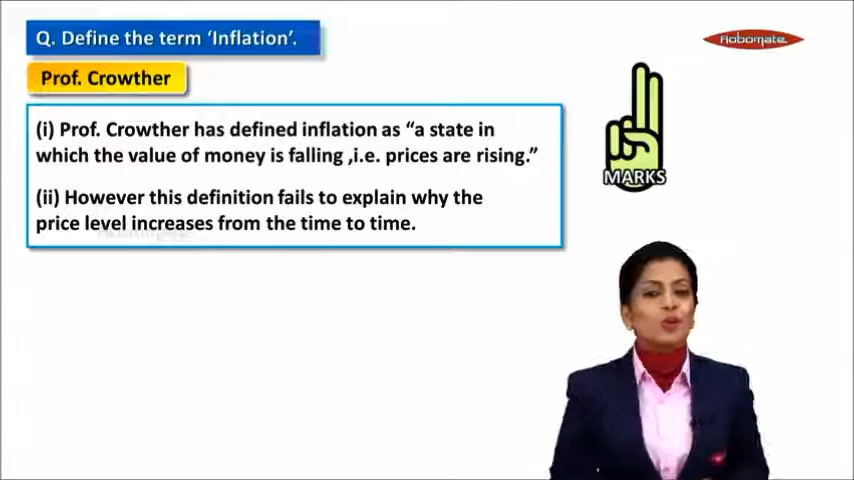 Q. Define the term ‘Inflation’.
Robomate
Prof. Crowther
(i) Prof. Crowther has defined inflation as “a state in
which the value of money is falling ,i.e. prices are rising.”
(ii) However this definition fails to explain why the
price level increases from the time to time.
MARKS